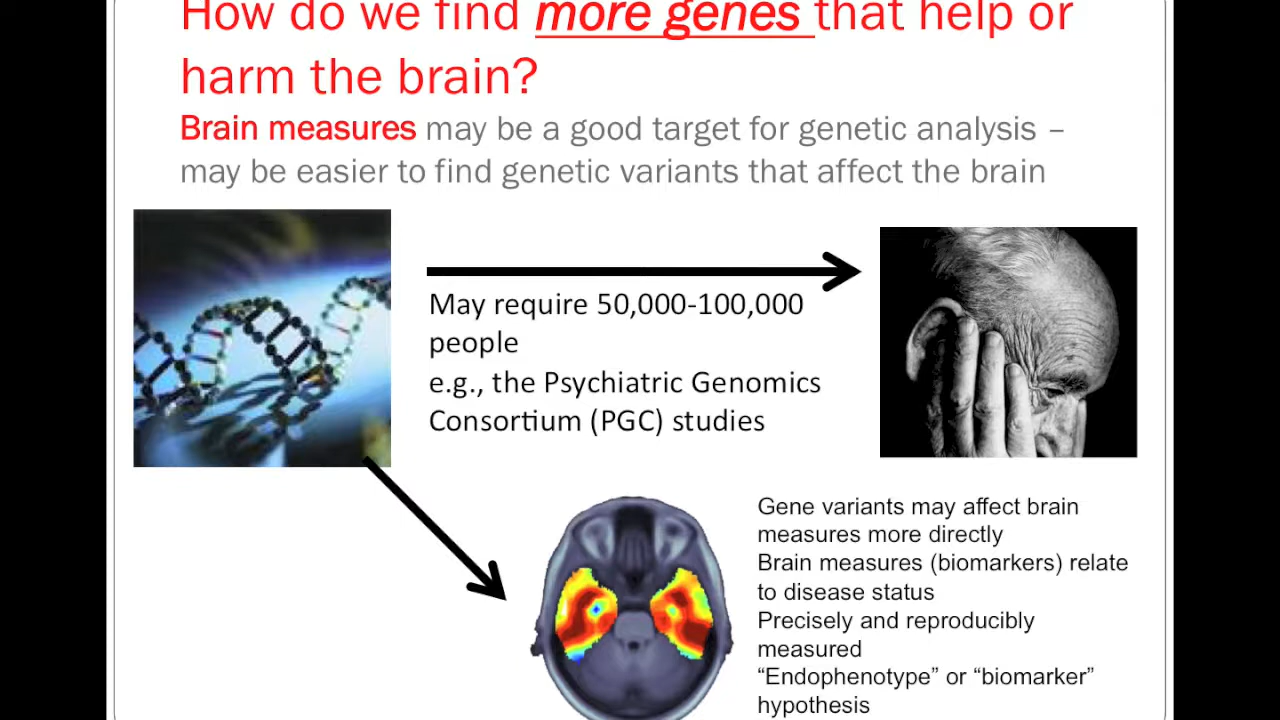 How do we find more genes that help or
harm the brain?
Brain measures may be a good target for genetic analysis –
may be easier to find genetic variants that affect the brain
May require 50,000-100,000
people
e.g., the Psychiatric Genomics
Consortium (PGC) studies
Gene variants may affect brain
measures more directly
Brain measures (biomarkers) relate
to disease status
Precisely and reproducibly
measured
“Endophenotype” or “biomarker”
hypothesis